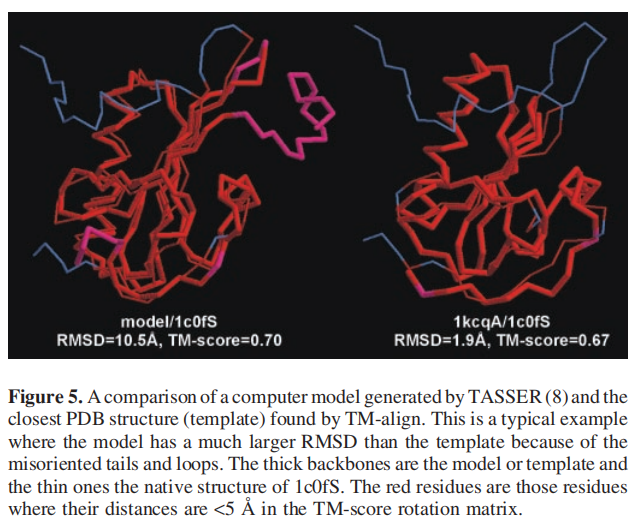 model/1c0fS
RMSD=10.5Å, TM-score=0.70
1kcqA/1c0fS
RMSD=1.9Å, TM-score=0.67
Figure 5. A comparison of a computer model generated by TASSER (8) and the
closest PDB structure (template) found by TM-align. This is a typical example
where the model has a much larger RMSD than the template because of the
misoriented tails and loops. The thick backbones are the model or template and
the thin ones the native structure of 1c0fS. The red residues are those residues
where their distances are <5 Å in the TM-score rotation matrix.